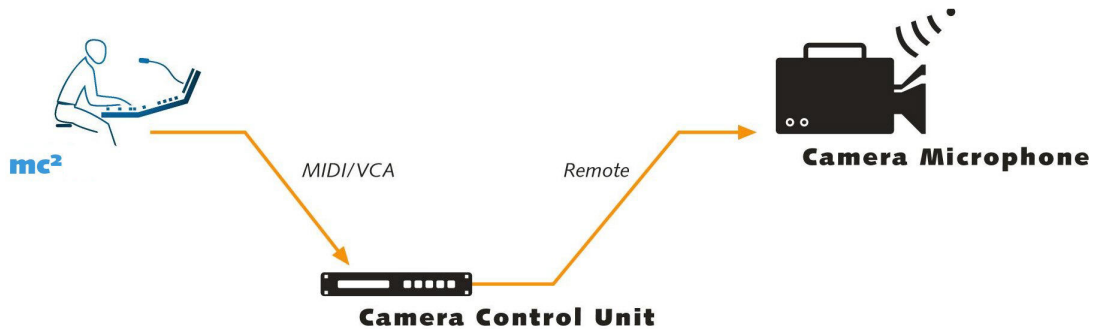 mc²
MIDI/VCA
Remote
Camera Microphone
Camera Control Unit